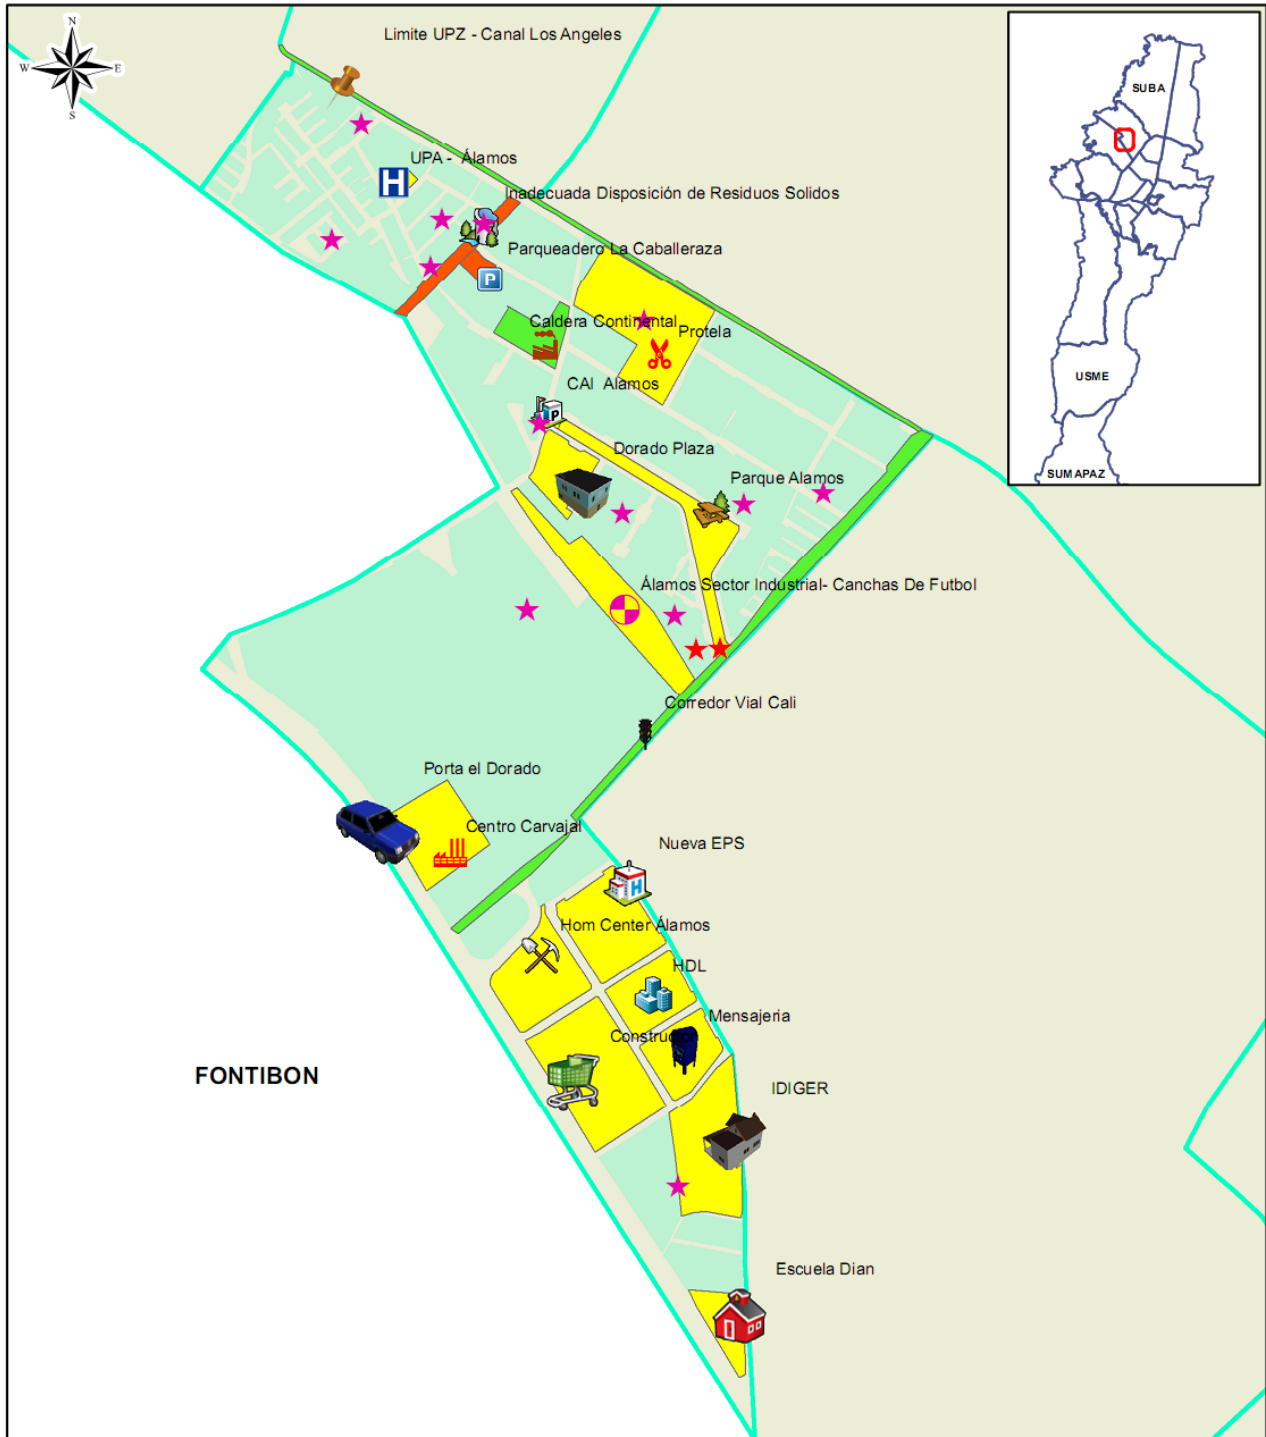 Limite UPZ - Canal Los Angeles
N
W
E
S
SUBA
UPA - Álamos
H
Inadecuada Disposición de Residuos Solidos
Parqueadero La Caballeraza
P
Caldera Continental
Protela
CAI Alamos
P
USME
Dorado Plaza
Parque Alamos
SUMAPAZ
Álamos Sector Industrial- Canchas De Futbol
Corredor Vial Cali
Porta el Dorado
Centro Carvajal
Nueva EPS
H
Hom Center Álamos
HDL
Mensajeria
FONTIBON
IDIGER
Escuela Dian